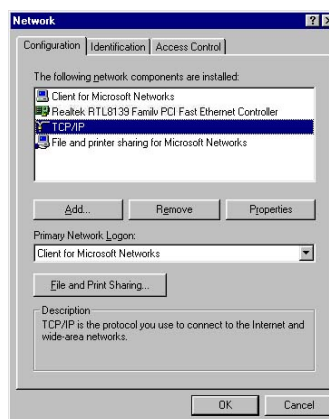 Network
Configuration Identification Access Control
The following network components are installed:
Client for Microsoft Networks
Realtek RTL8139 Family PCI Fast Ethernet Controller
TCP/IP
File and printer sharing for Microsoft Networks
Add... Remove Properties
Primary Network Logon:
Client for Microsoft Networks
File and Print Sharing...
Description
TCP/IP is the protocol you use to connect to the Internet and
wide-area networks.
OK Cancel